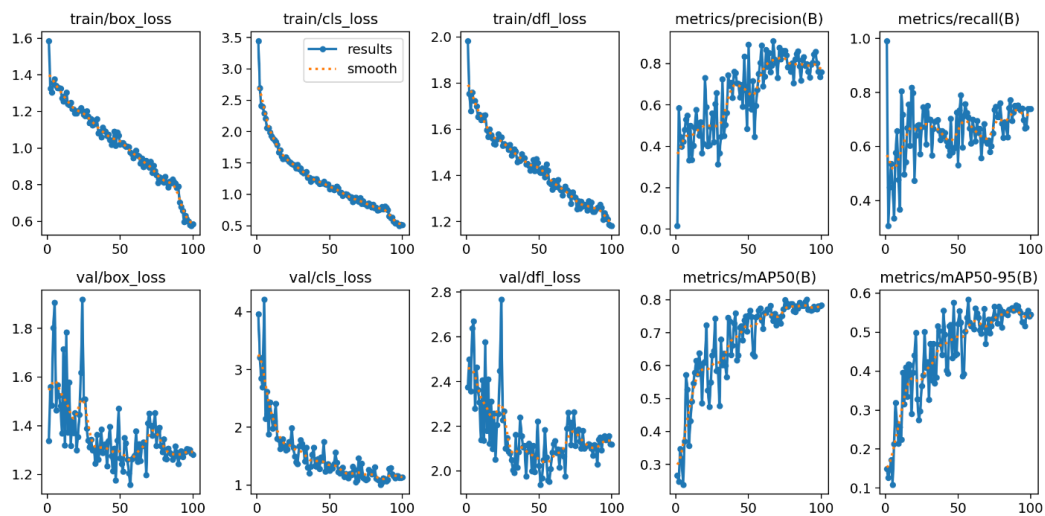 train/box_loss
train/cls_loss
train/dfl_loss
metrics/precision(B)
metrics/recall(B)
1.6
1.4
1.2
1.0
0.8
0.6
0 50 100
3.5
3.0
2.5
2.0
1.5
1.0
0.5
results
smooth
0 50 100
2.0
1.8
1.6
1.4
1.2
0 50 100
0.8
0.6
0.4
0.2
0.0
0 50 100
1.0
0.8
0.6
0.4
0 50 100
val/box_loss
val/cls_loss
val/dfl_loss
metrics/mAP50(B)
metrics/mAP50-95(B)
1.8
1.6
1.4
1.2
0 50 100
4
3
2
1
0 50 100
2.8
2.6
2.4
2.2
2.0
0 50 100
0.8
0.7
0.6
0.5
0.4
0.3
0 50 100
0.6
0.5
0.4
0.3
0.2
0.1
0 50 100